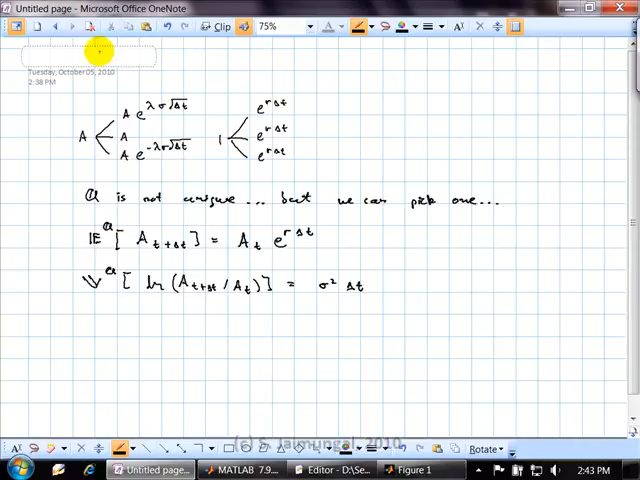 Untitled page - Microsoft Office OneNote
Clip 75%
Tuesday, October 05, 2010
2:38 PM
A e^{λσ√Δt} e^{rΔt}
A A 1 e^{rΔt}
A e^{-λσ√Δt} e^{rΔt}
Q is not unique... but we can pick one...
𝔼^Q [ A_{t+Δt} ] = A_t e^{rΔt}
𝕍^Q [ ln (A_{t+Δt} / A_t) ] = σ² Δt
(c) S. Jaimungal, 2010
Rotate
Untitled page... MATLAB 7.9... Editor - D:\Se... Figure 1 2:43 PM